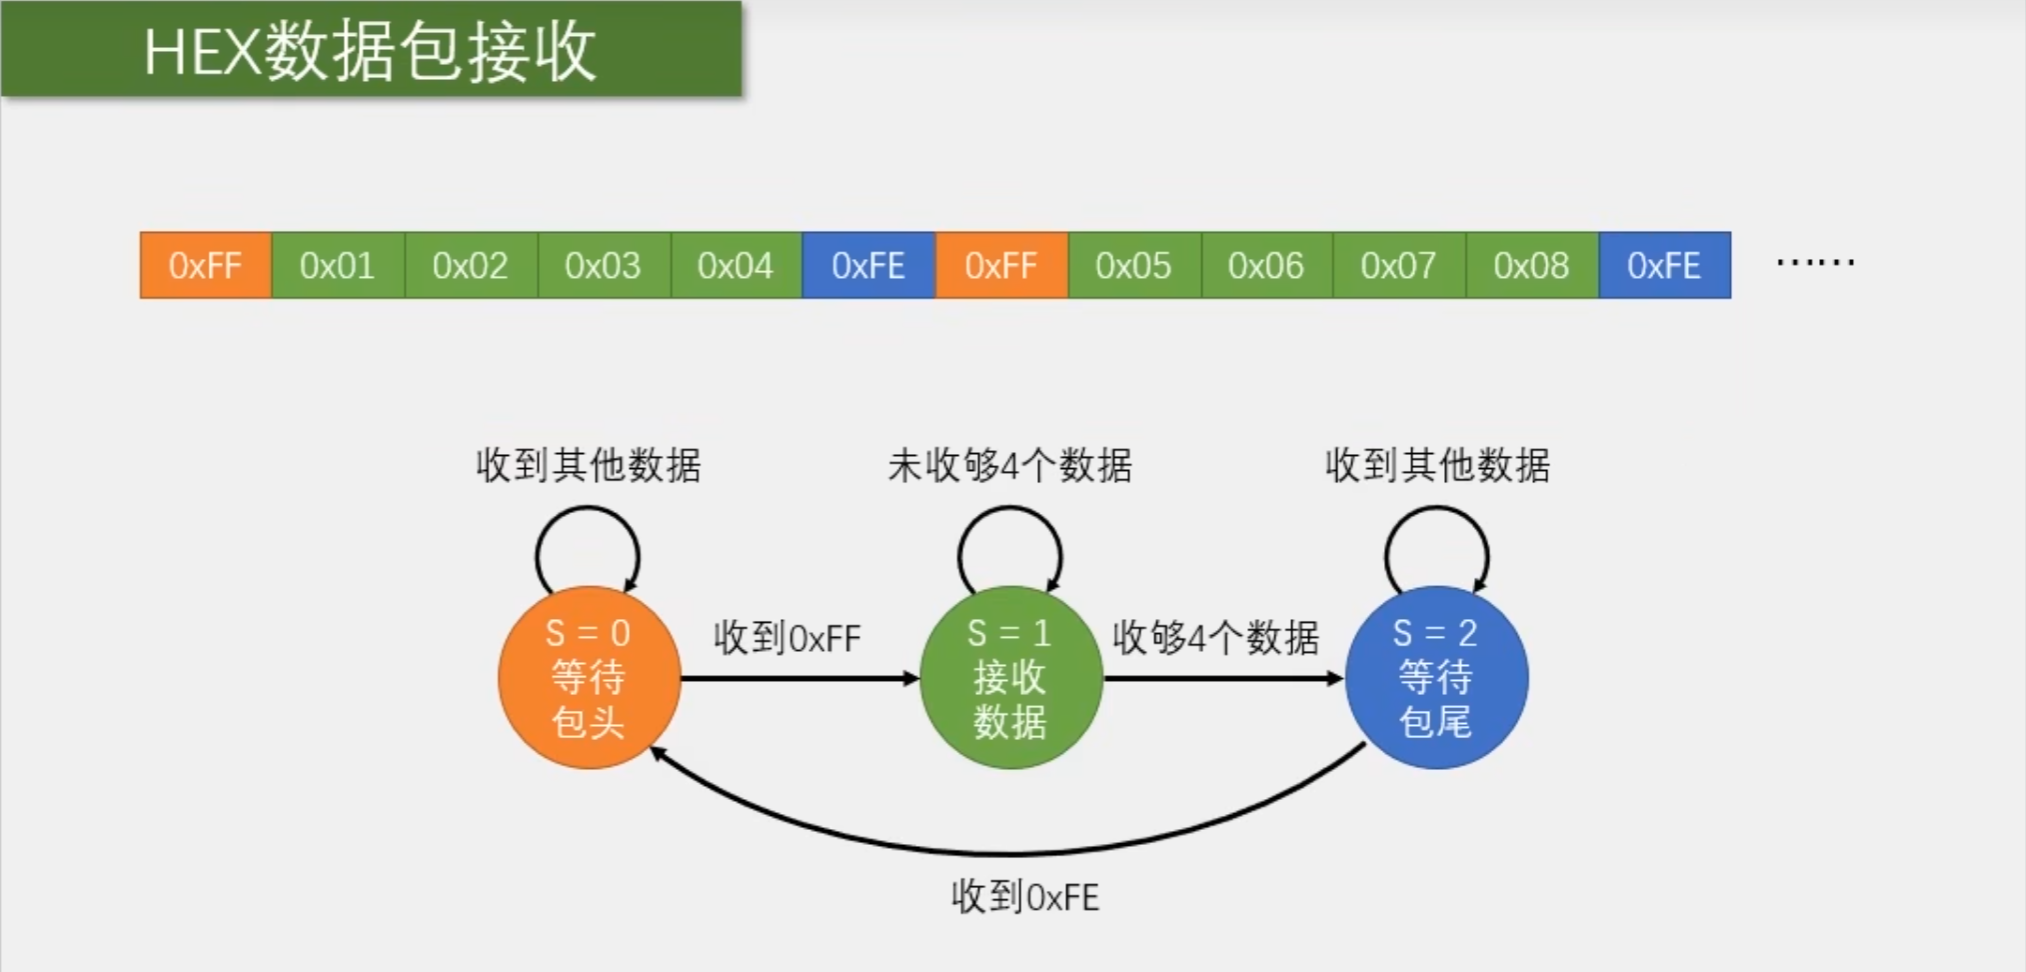 HEX数据包接收
0xFF 0x01 0x02 0x03 0x04 0xFE 0xFF 0x05 0x06 0x07 0x08 0xFE ……
收到其他数据
未收够4个数据
收到其他数据
S = 0
等待
包头
收到0xFF
S = 1
接收
数据
收够4个数据
S = 2
等待
包尾
收到0xFE